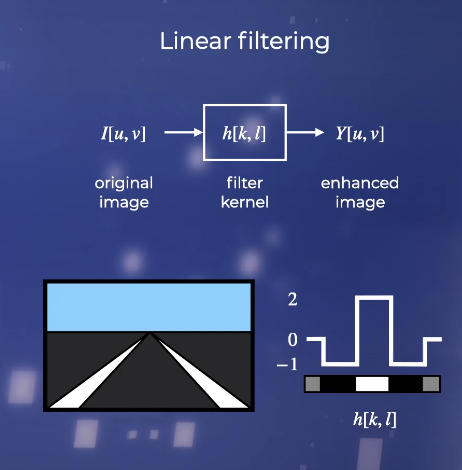 Linear filtering
I[u, v] h[k, l] Y[u, v]
original filter enhanced
image kernel image
2
0
−1
h[k, l]